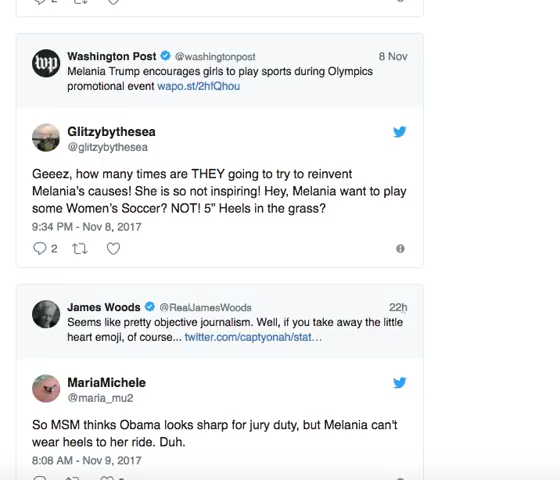 2
wp
Washington Post @washingtonpost 8 Nov
Melania Trump encourages girls to play sports during Olympics
promotional event wapo.st/2hfQhou
Glitzybythesea
@glitzybythesea
Geeez, how many times are THEY going to try to reinvent
Melania's causes! She is so not inspiring! Hey, Melania want to play
some Women's Soccer? NOT! 5” Heels in the grass?
9:34 PM - Nov 8, 2017
2
James Woods @RealJamesWoods 22h
Seems like pretty objective journalism. Well, if you take away the little
heart emoji, of course... twitter.com/captyonah/stat…
MariaMichele
@maria_mu2
So MSM thinks Obama looks sharp for jury duty, but Melania can't
wear heels to her ride. Duh.
8:08 AM - Nov 9, 2017